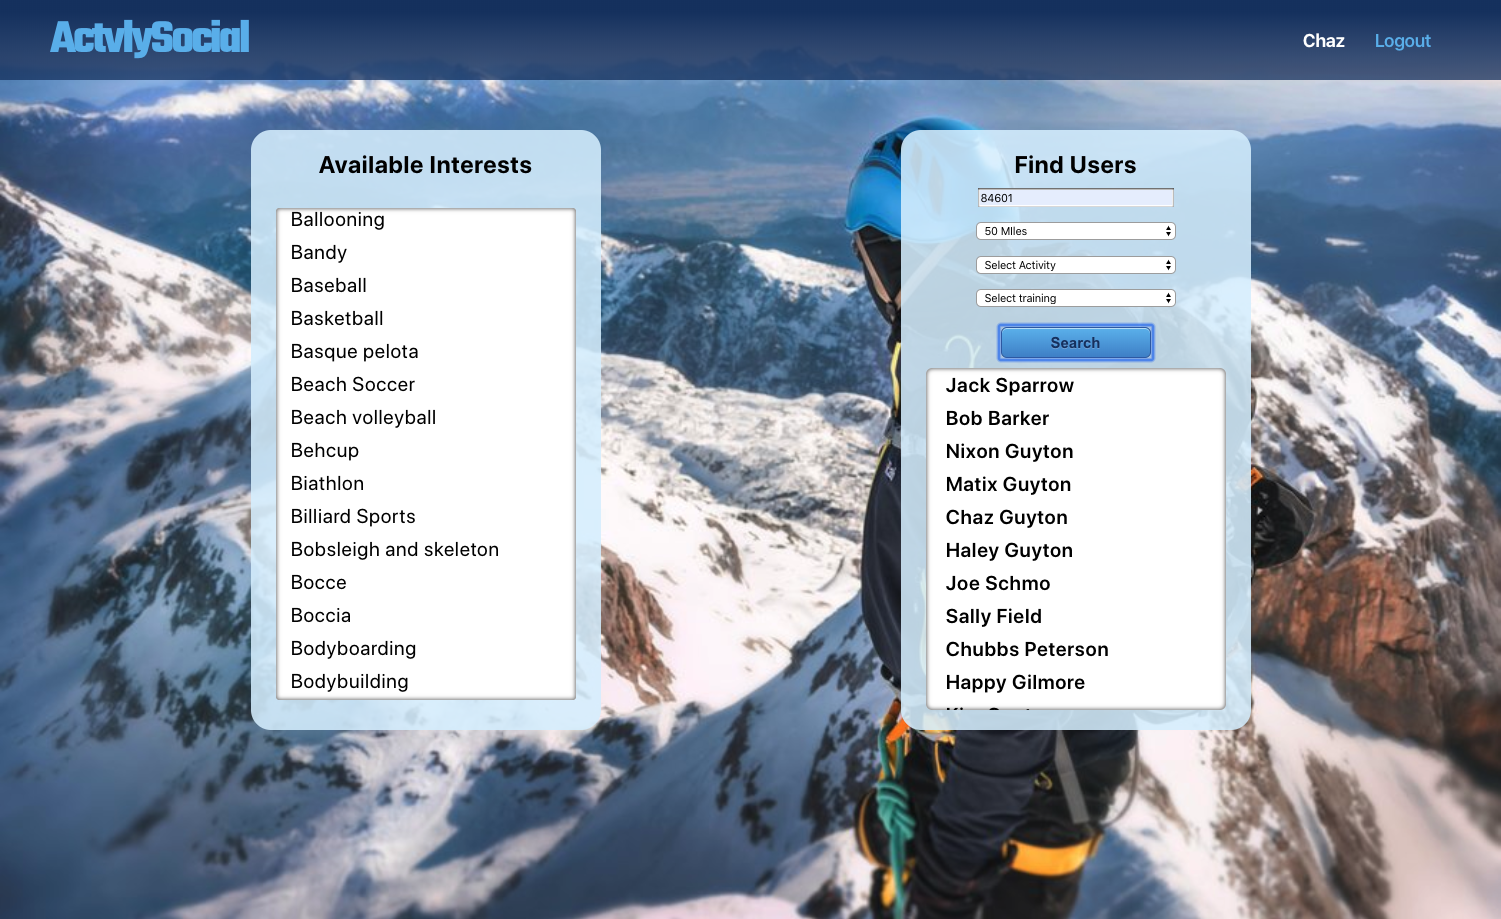 ActvlySocial
Chaz
Logout
Available Interests
Ballooning
Bandy
Baseball
Basketball
Basque pelota
Beach Soccer
Beach volleyball
Behcup
Biathlon
Billiard Sports
Bobsleigh and skeleton
Bocce
Boccia
Bodyboarding
Bodybuilding
Find Users
84601
50 MIles
Select Activity
Select training
Search
Jack Sparrow
Bob Barker
Nixon Guyton
Matix Guyton
Chaz Guyton
Haley Guyton
Joe Schmo
Sally Field
Chubbs Peterson
Happy Gilmore